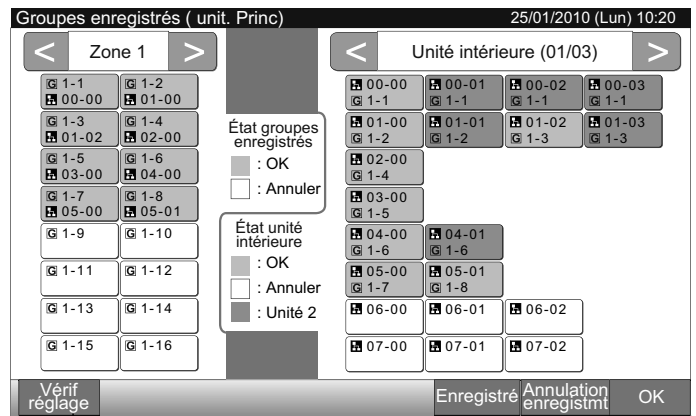 Groupes enregistrés ( unit. Princ) 25/01/2010 (Lun) 10:20
< Zone 1 >
G 1-1 G 1-2
00-00 01-00
G 1-3 G 1-4
01-02 02-00
G 1-5 G 1-6
03-00 04-00
G 1-7 G 1-8
05-00 05-01
G 1-9 G 1-10
G 1-11 G 1-12
G 1-13 G 1-14
G 1-15 G 1-16
État groupes
enregistrés
: OK
: Annuler
État unité
intérieure
: OK
: Annuler
: Unité 2
< Unité intérieure (01/03) >
00-00 00-01 00-02 00-03
G 1-1 G 1-1 G 1-1 G 1-1
01-00 01-01 01-02 01-03
G 1-2 G 1-2 G 1-3 G 1-3
02-00
G 1-4
03-00
G 1-5
04-00 04-01
G 1-6 G 1-6
05-00 05-01
G 1-7 G 1-8
06-00 06-01 06-02
07-00 07-01 07-02
Vérif
réglage
Enregistré
Annulation
enregistmt
OK